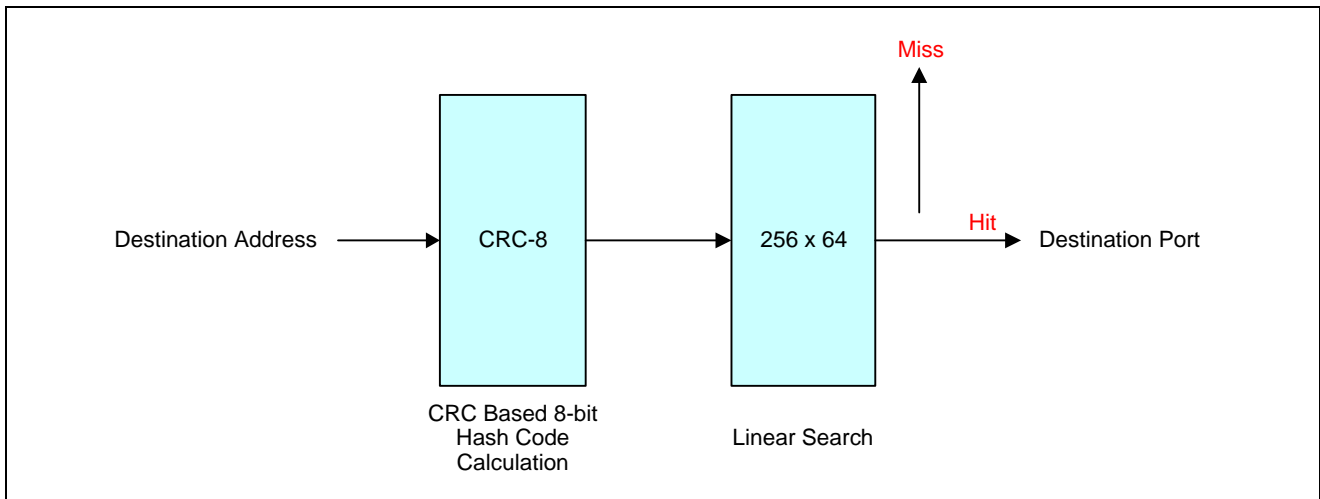 Miss
Hit
Destination Address
CRC-8
256 x 64
Destination Port
CRC Based 8-bit
Hash Code
Calculation
Linear Search